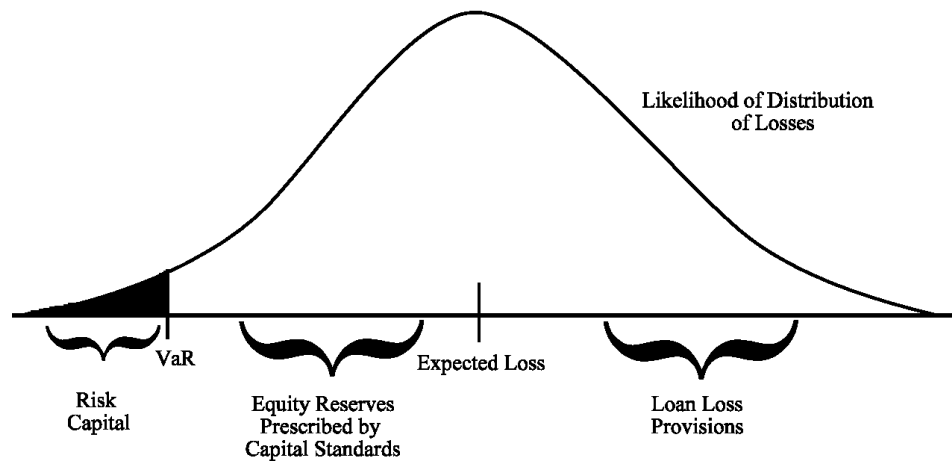 Likelihood of Distribution
of Losses
VaR
Expected Loss
Risk
Capital
Equity Reserves
Prescribed by
Capital Standards
Loan Loss
Provisions